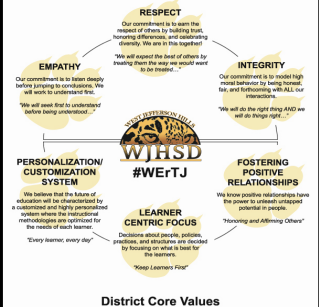 RESPECT
Our commitment is to earn the
respect of others by building trust,
honoring differences, and celebrating
diversity. We are in this together!
"We will expect the best of others by
treating them the way we would want
to be treated…"
EMPATHY
Our commitment is to listen deeply
before jumping to conclusions. We
will work to understand first.
"We will seek first to understand
before being understood…"
INTEGRITY
Our commitment is to model high
moral behavior by being honest,
fair, and forthcoming with ALL our
interactions.
"We will do the right thing AND we
will do things right…"
WEST JEFFERSON HILLS
WJHSD
#WErTJ
PERSONALIZATION/
CUSTOMIZATION
SYSTEM
We believe that the future of
education will be characterized by
a customized and highly personalized
system where the instructional
methodologies are optimized for
the needs of each learner.
"Every learner, every day"
FOSTERING
POSITIVE
RELATIONSHIPS
We know positive relationships have
the power to unleash untapped
potential in people.
"Honoring and Affirming Others"
LEARNER
CENTRIC FOCUS
Decisions about people, policies,
practices, and structures are decided
by focusing on what is best for
the learners.
"Keep Learners First"
District Core Values